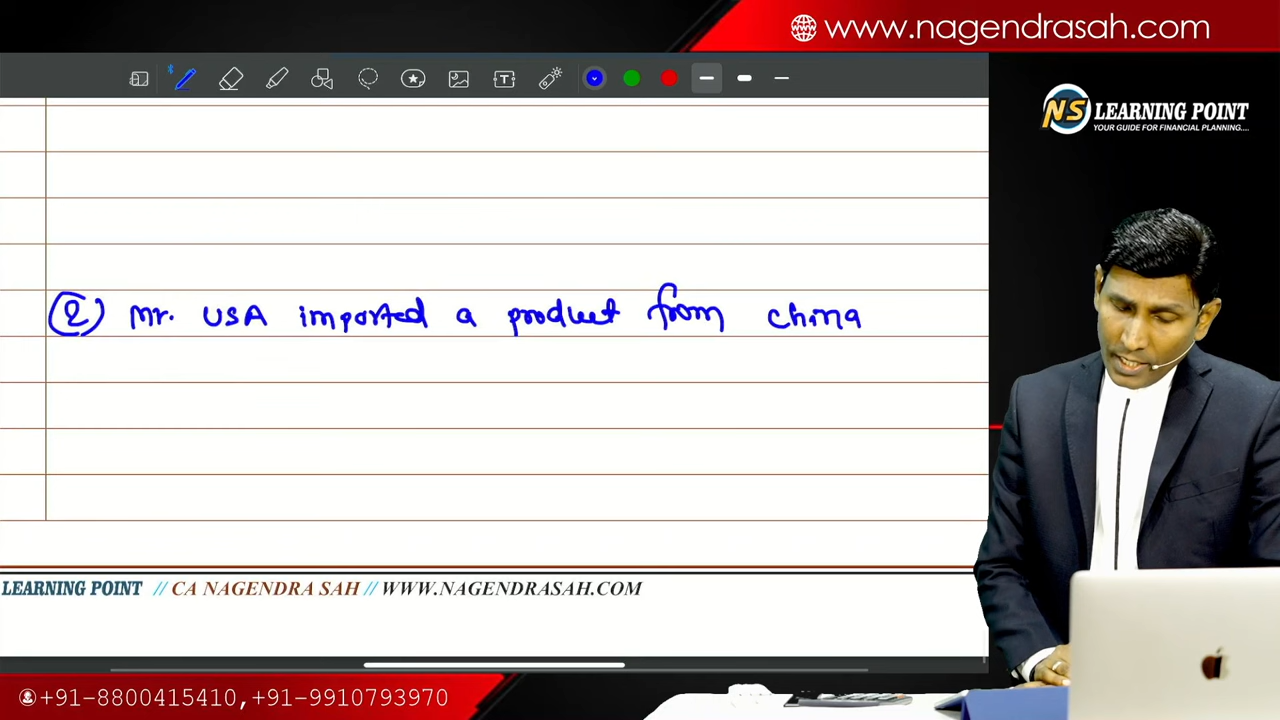 www.nagendrasah.com
NS LEARNING POINT
YOUR GUIDE FOR FINANCIAL PLANNING....
T
② Mr. USA imported a product from china
LEARNING POINT // CA NAGENDRA SAH // WWW.NAGENDRASAH.COM
+91-8800415410,+91-9910793970